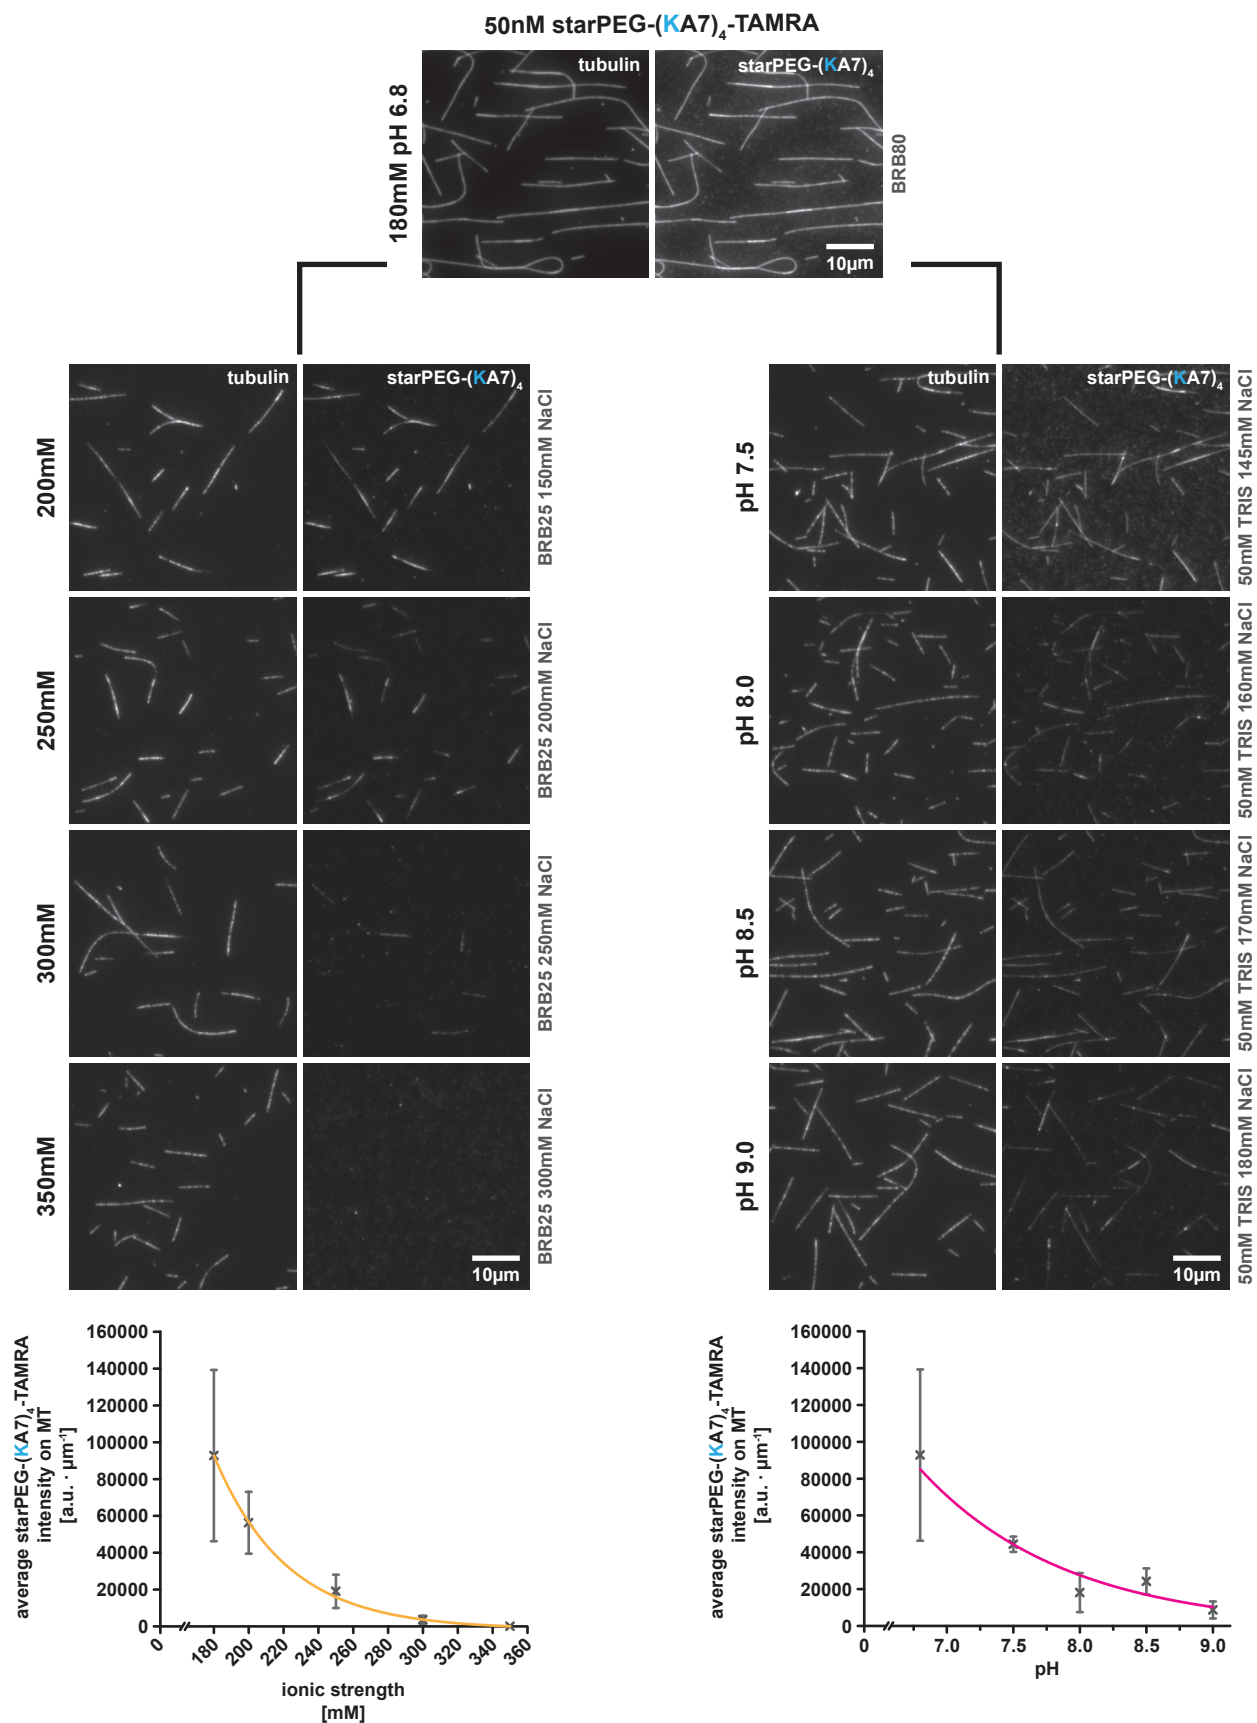 50nM starPEG-(KA7)₄-TAMRA
180mM pH 6.8
tubulin
starPEG-(KA7)₄
BRB80
10µm
200mM
tubulin
starPEG-(KA7)₄
BRB25 150mM NaCl
250mM
BRB25 200mM NaCl
300mM
BRB25 250mM NaCl
350mM
BRB25 300mM NaCl
10µm
pH 7.5
tubulin
starPEG-(KA7)₄
50mM TRIS 145mM NaCl
pH 8.0
50mM TRIS 160mM NaCl
pH 8.5
50mM TRIS 170mM NaCl
pH 9.0
50mM TRIS 180mM NaCl
10µm
average starPEG-(KA7)₄-TAMRA
intensity on MT
[a.u. · µm⁻¹]
160000
140000
120000
100000
80000
60000
40000
20000
0
0 180 200 220 240 260 280 300 320 340 360
ionic strength
[mM]
average starPEG-(KA7)₄-TAMRA
intensity on MT
[a.u. · µm⁻¹]
160000
140000
120000
100000
80000
60000
40000
20000
0
0 7.0 7.5 8.0 8.5 9.0
pH